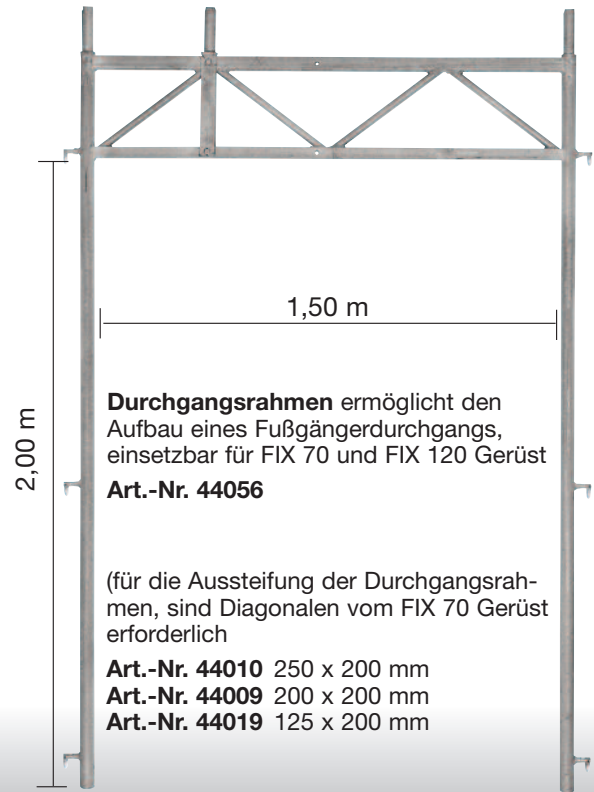 1,50 m
2,00 m
Durchgangsrahmen ermöglicht den
Aufbau eines Fußgängerdurchgangs,
einsetzbar für FIX 70 und FIX 120 Gerüst
Art.-Nr. 44056
(für die Aussteifung der Durchgangsrah-
men, sind Diagonalen vom FIX 70 Gerüst
erforderlich
Art.-Nr. 44010 250 x 200 mm
Art.-Nr. 44009 200 x 200 mm
Art.-Nr. 44019 125 x 200 mm